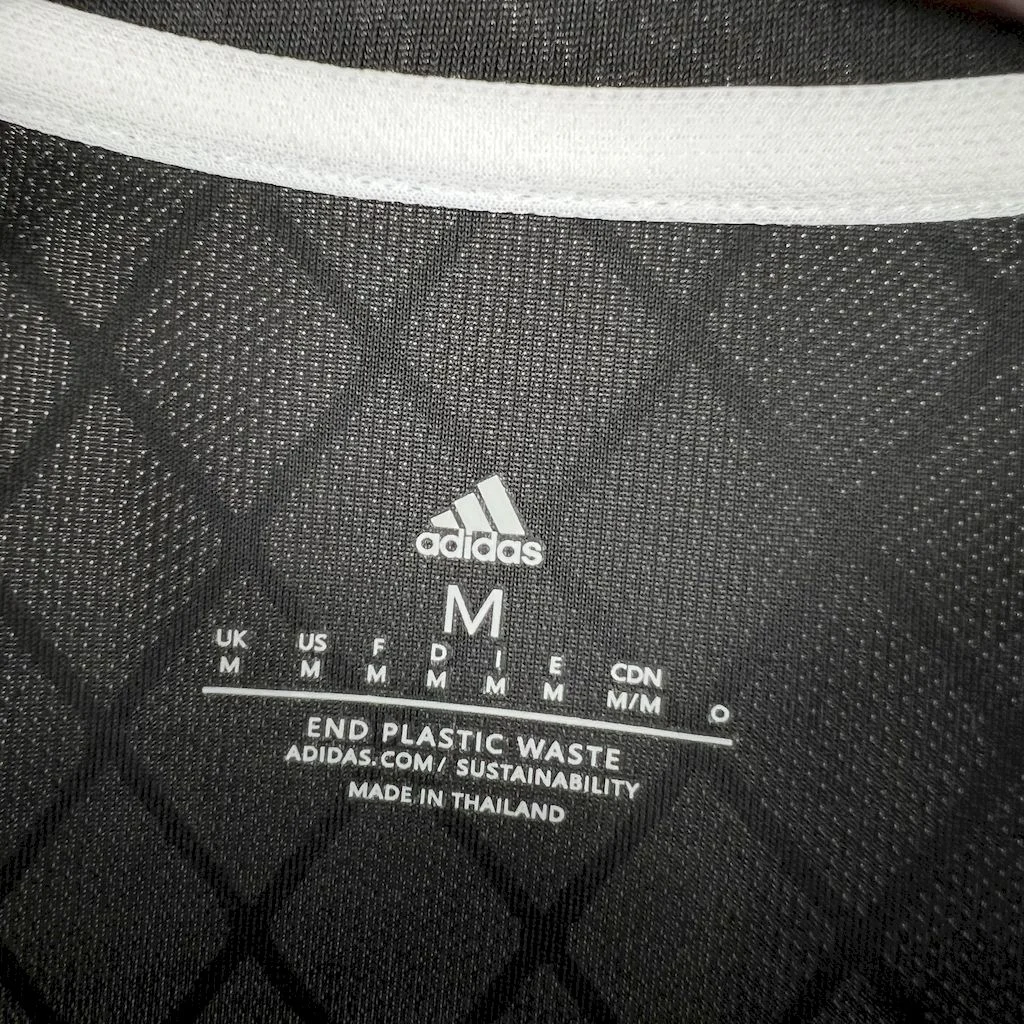 adidas
M
UK US F D I E CDN O
M M M M M M M/M
END PLASTIC WASTE
ADIDAS.COM/ SUSTAINABILITY
MADE IN THAILAND